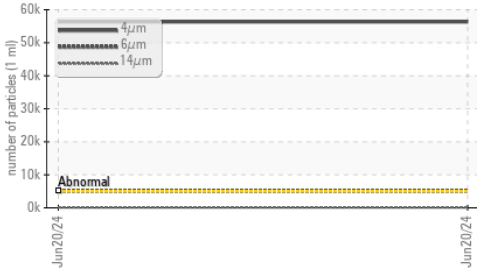 60k
50k
40k
30k
20k
10k
0k
number of particles (1 ml)
4μm
6μm
14μm
Abnormal
Jun20/24
Jun20/24